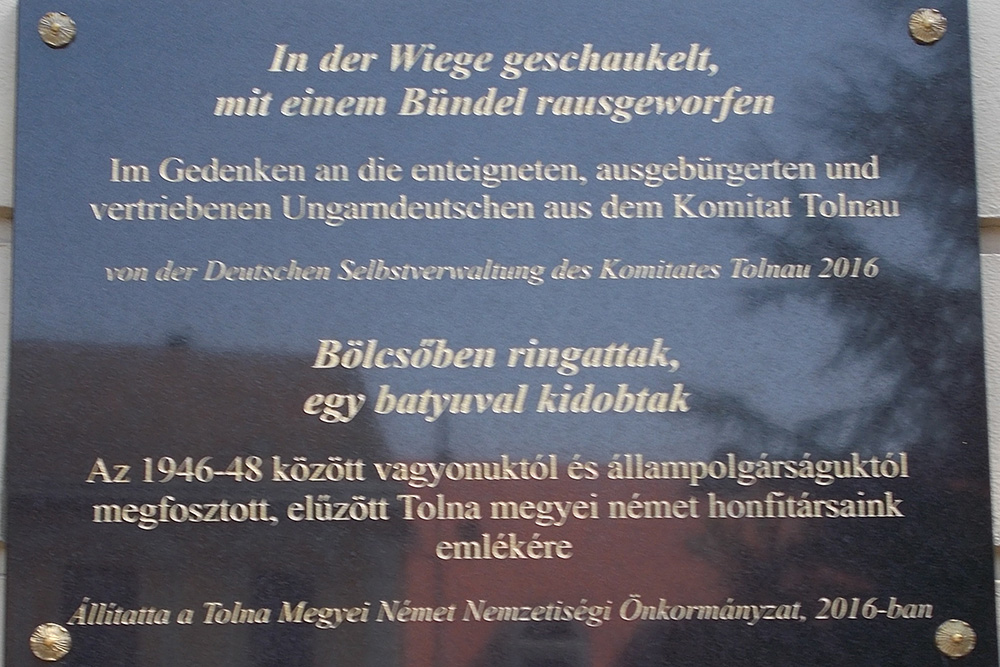 In der Wiege geschaukelt,
mit einem Bündel rausgeworfen
Im Gedenken an die enteigneten, ausgebürgerten und
vertriebenen Ungarndeutschen aus dem Komitat Tolnau
von der Deutschen Selbstverwaltung des Komitates Tolnau 2016
Bölcsőben ringattak,
egy batyuval kidobtak
Az 1946-48 között vagyonuktól és állampolgárságuktól
megfosztott, elűzött Tolna megyei német honfitársaink
emlékére
Állítatta a Tolna Megyei Német Nemzetiségi Önkormányzat, 2016-ban